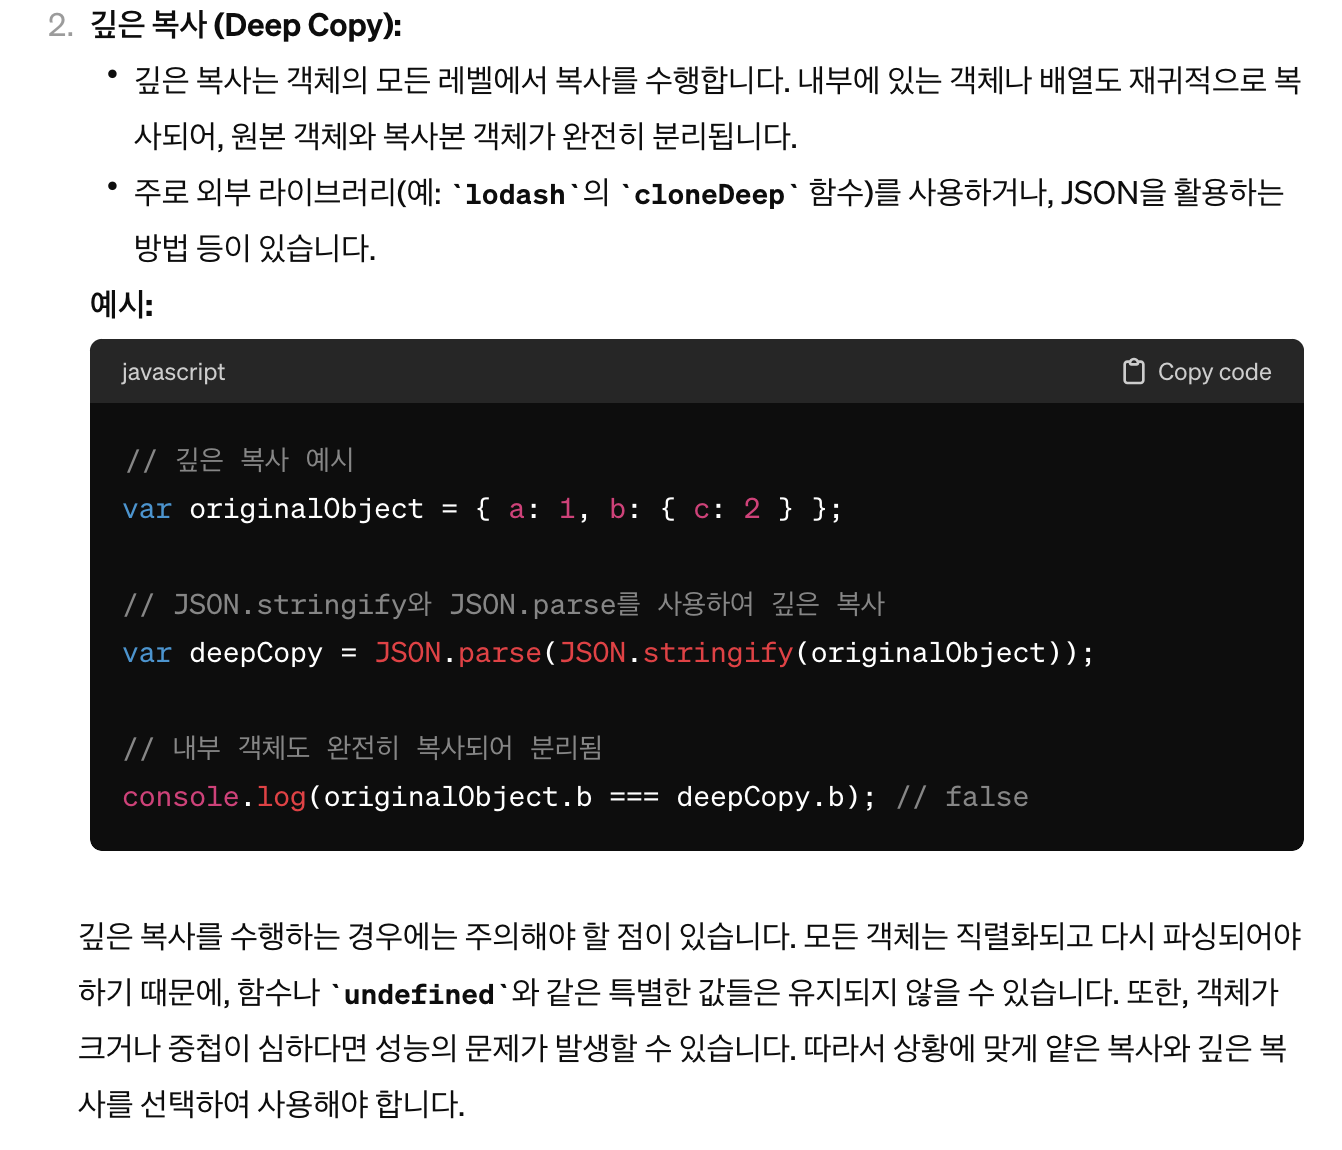 2. 깊은 복사 (Deep Copy):
• 깊은 복사는 객체의 모든 레벨에서 복사를 수행합니다. 내부에 있는 객체나 배열도 재귀적으로 복
사되어, 원본 객체와 복사본 객체가 완전히 분리됩니다.
• 주로 외부 라이브러리(예: `lodash`의 `cloneDeep` 함수)를 사용하거나, JSON을 활용하는
방법 등이 있습니다.
예시:
javascript Copy code
// 깊은 복사 예시
var originalObject = { a: 1, b: { c: 2 } };
// JSON.stringify와 JSON.parse를 사용하여 깊은 복사
var deepCopy = JSON.parse(JSON.stringify(originalObject));
// 내부 객체도 완전히 복사되어 분리됨
console.log(originalObject.b === deepCopy.b); // false
깊은 복사를 수행하는 경우에는 주의해야 할 점이 있습니다. 모든 객체는 직렬화되고 다시 파싱되어야
하기 때문에, 함수나 `undefined`와 같은 특별한 값들은 유지되지 않을 수 있습니다. 또한, 객체가
크거나 중첩이 심하다면 성능의 문제가 발생할 수 있습니다. 따라서 상황에 맞게 얕은 복사와 깊은 복
사를 선택하여 사용해야 합니다.